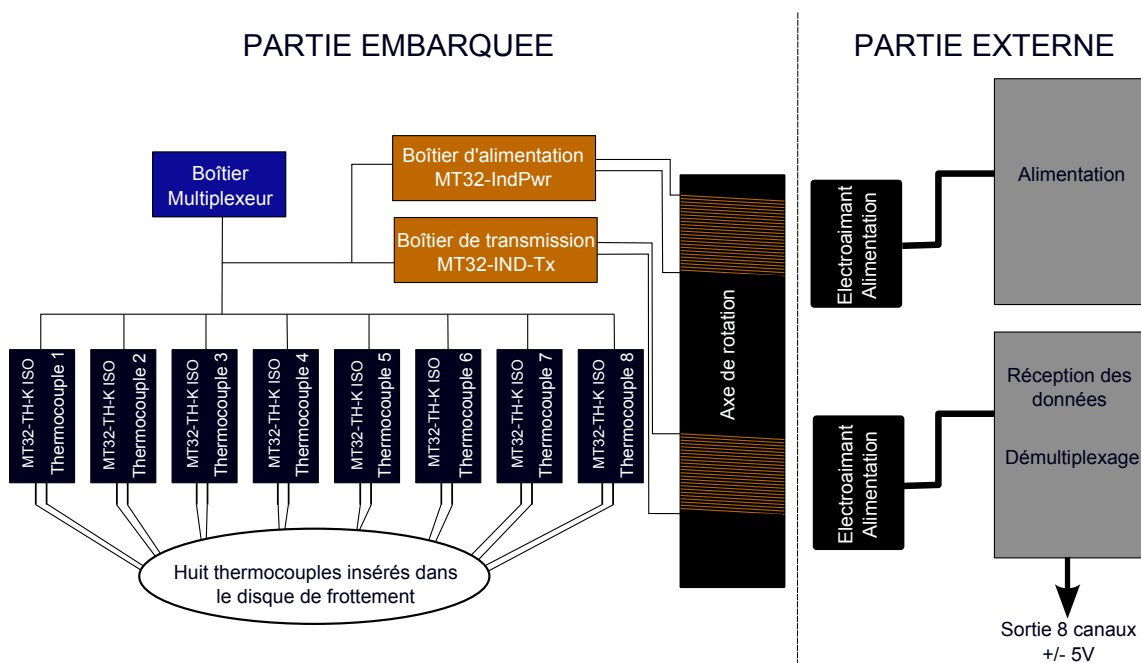 PARTIE EMBARQUEE
PARTIE EXTERNE
Boîtier
Multiplexeur
Boîtier d'alimentation
MT32-IndPwr
Boîtier de transmission
MT32-IND-Tx
Axe de rotation
Electroaimant
Alimentation
Alimentation
Electroaimant
Alimentation
Réception des
données
Démultiplexage
MT32-TH-K ISO
Thermocouple 1
MT32-TH-K ISO
Thermocouple 2
MT32-TH-K ISO
Thermocouple 3
MT32-TH-K ISO
Thermocouple 4
MT32-TH-K ISO
Thermocouple 5
MT32-TH-K ISO
Thermocouple 6
MT32-TH-K ISO
Thermocouple 7
MT32-TH-K ISO
Thermocouple 8
Huit thermocouples insérés dans
le disque de frottement
Sortie 8 canaux
+/- 5V